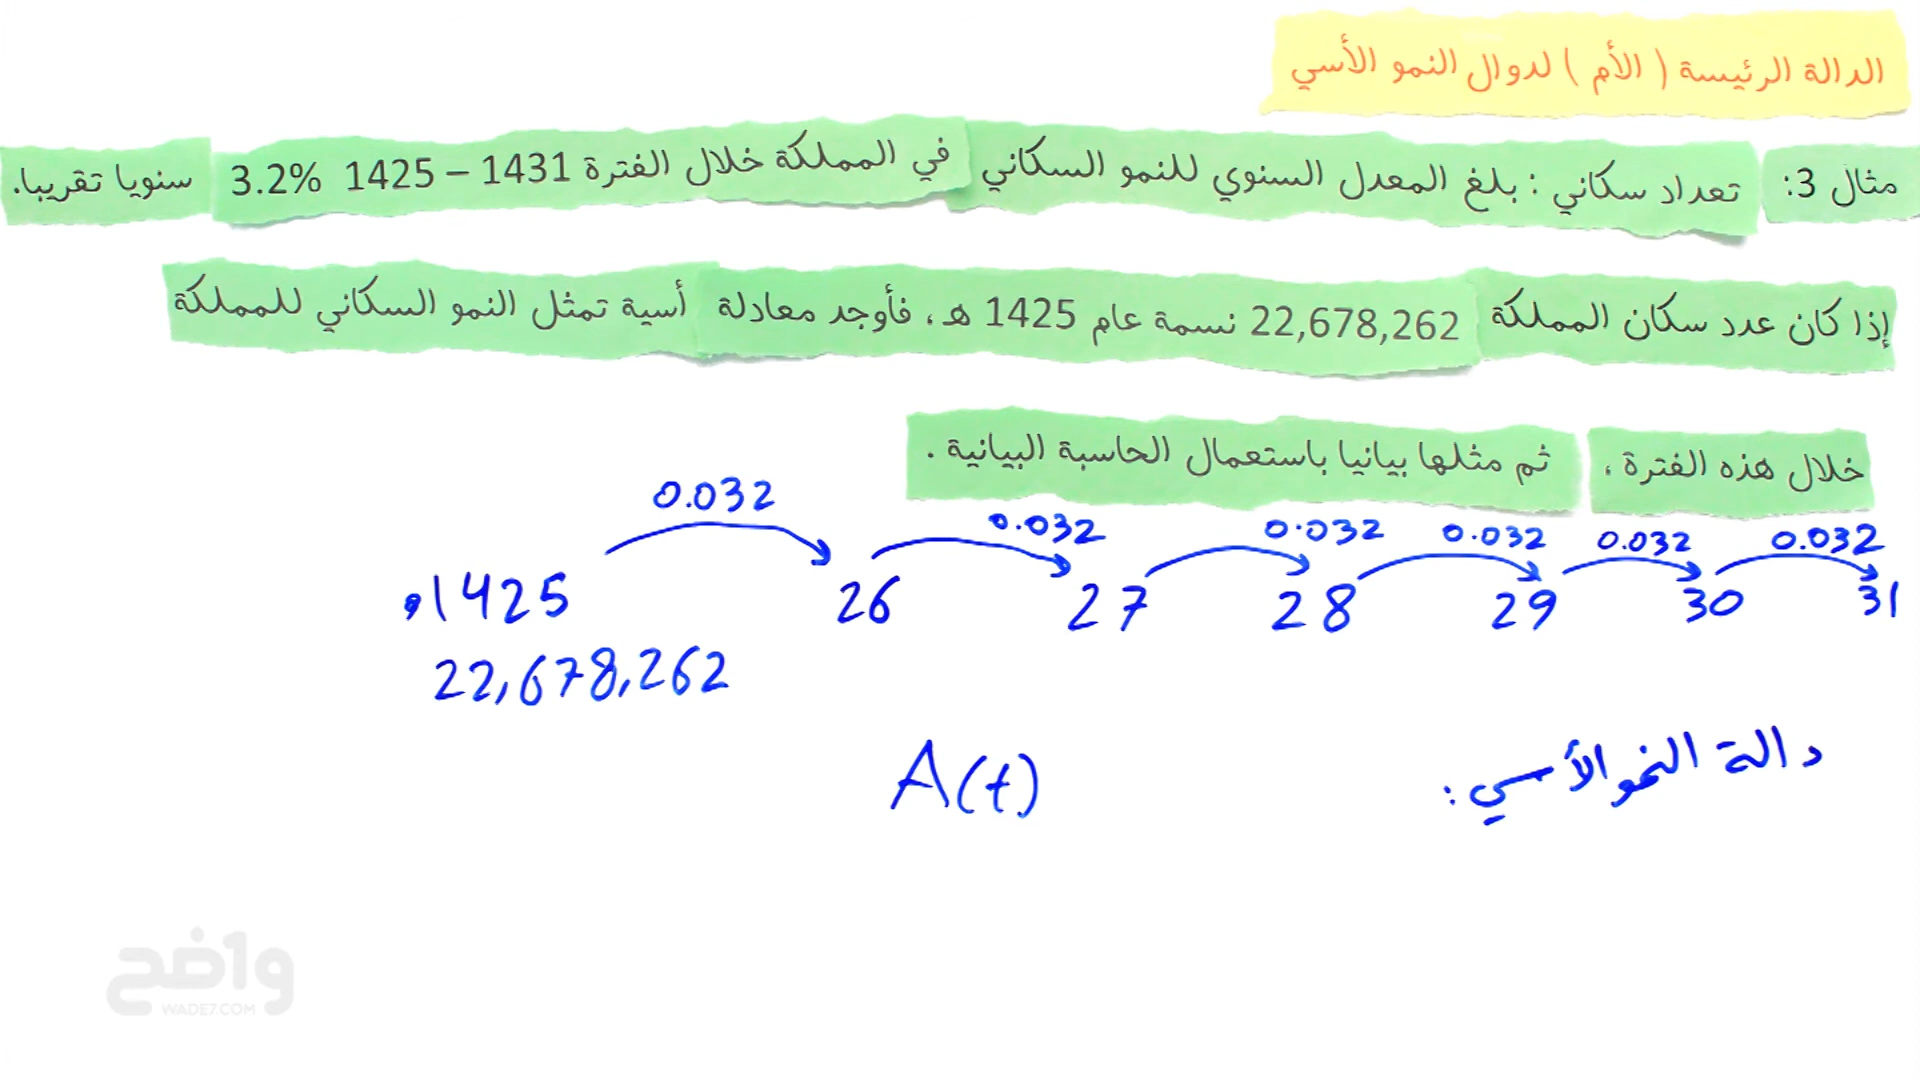 الدالة الرئيسة ( الأم ) لدوال النمو الأسي
مثال 3: تعداد سكاني : بلغ المعدل السنوي للنمو السكاني في المملكة خلال الفترة 1431 – 1425 3.2% سنويا تقريبا.
إذا كان عدد سكان المملكة 22,678,262 نسمة عام 1425 هـ ، فأوجد معادلة أسية تمثل النمو السكاني للمملكة
خلال هذه الفترة ، ثم مثلها بيانيا باستعمال الحاسبة البيانية .
0.032 0.032 0.032 0.032 0.032 0.032
1425 26 27 28 29 30 31
22,678,262
دالة النمو الأسي : A(t)
واضح
WADE7.COM